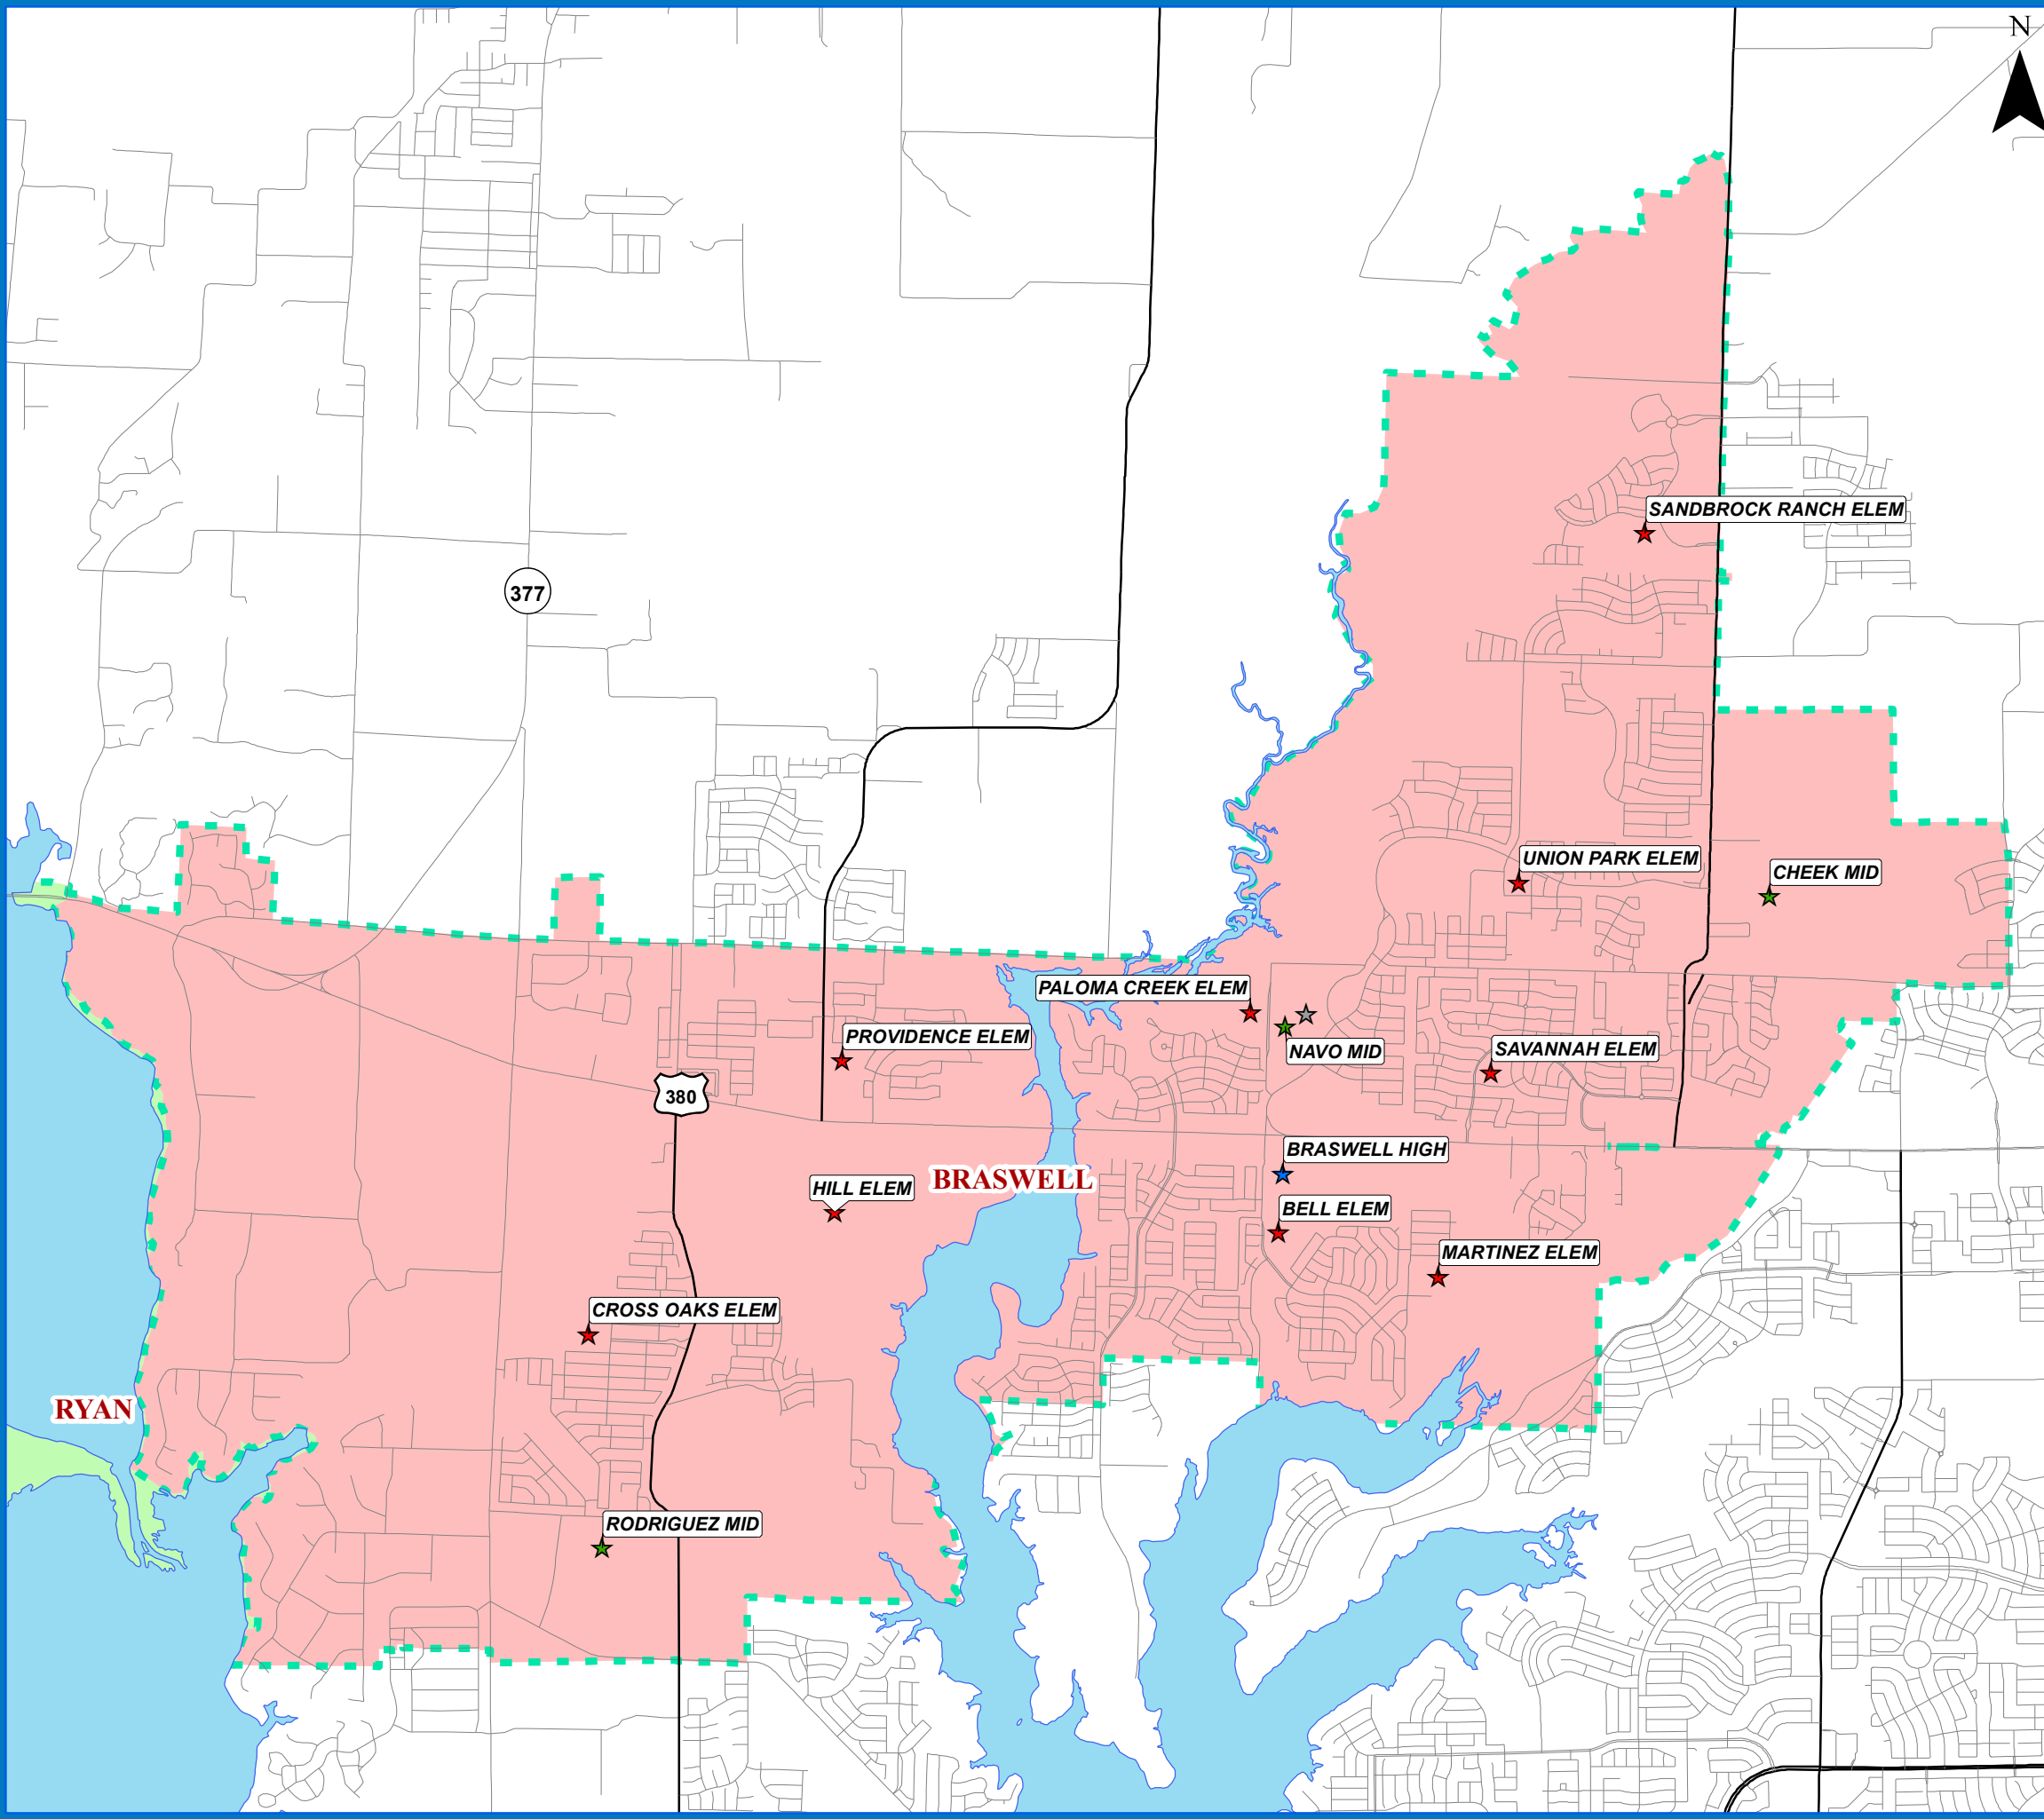 N
SANDBROCK RANCH ELEM
377
UNION PARK ELEM
CHEEK MID
PALOMA CREEK ELEM
PROVIDENCE ELEM
NAVO MID
SAVANNAH ELEM
380
BRASWELL HIGH
BRASWELL
HILL ELEM
BELL ELEM
MARTINEZ ELEM
CROSS OAKS ELEM
RYAN
RODRIGUEZ MID